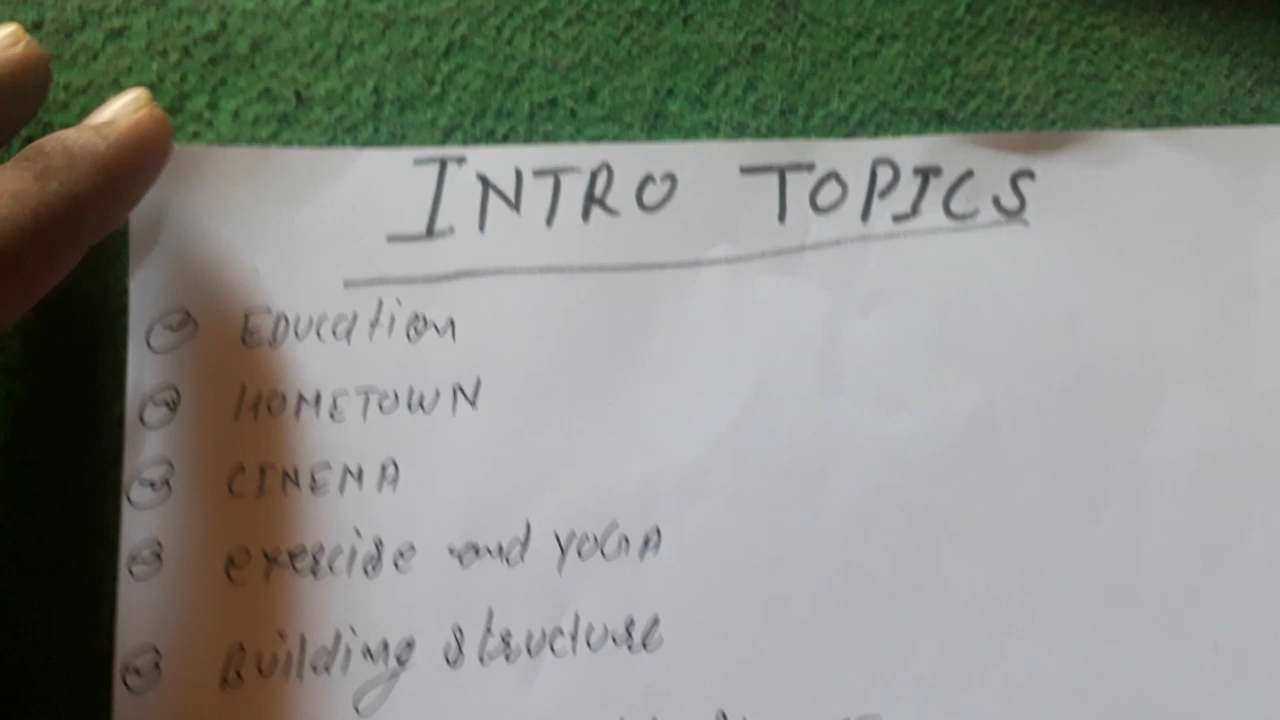 INTRO TOPICS
EDucation
HOMETOWN
CINEMA
exercise and YOGA
Building structure